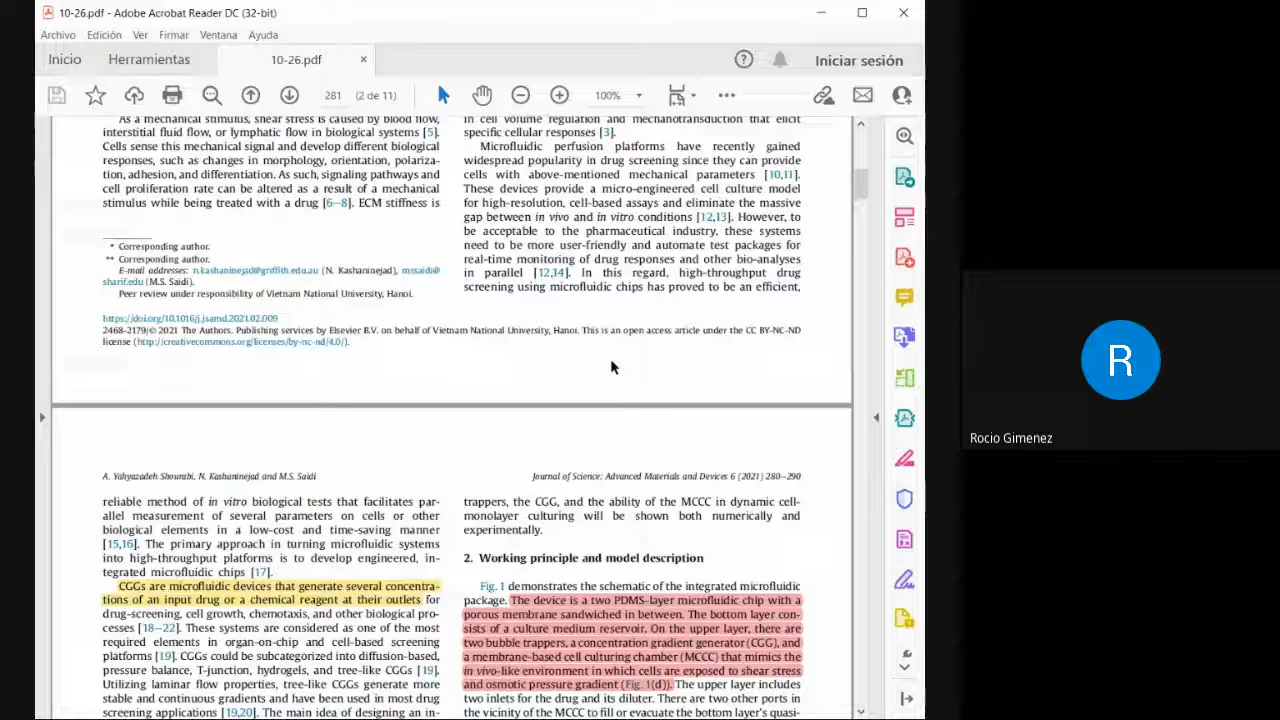 10-26.pdf - Adobe Acrobat Reader DC (32-bit)
Archivo Edición Ver Firmar Ventana Ayuda
Inicio Herramientas 10-26.pdf × Iniciar sesión
281 (2 de 11) 100%
As a mechanical stimulus, shear stress is caused by blood flow,
interstitial fluid flow, or lymphatic flow in biological systems [5].
Cells sense this mechanical signal and develop different biological
responses, such as changes in morphology, orientation, polariza-
tion, adhesion, and differentiation. As such, signaling pathways and
cell proliferation rate can be altered as a result of a mechanical
stimulus while being treated with a drug [6–8]. ECM stiffness is
* Corresponding author.
** Corresponding author.
E-mail addresses: n.kashaninejad@griffith.edu.au (N. Kashaninejad), mssaidi@
sharif.edu (M.S. Saidi).
Peer review under responsibility of Vietnam National University, Hanoi.
in cell volume regulation and mechanotransduction that elicit
specific cellular responses [3].
Microfluidic perfusion platforms have recently gained
widespread popularity in drug screening since they can provide
cells with above-mentioned mechanical parameters [10,11].
These devices provide a micro-engineered cell culture model
for high-resolution, cell-based assays and eliminate the massive
gap between in vivo and in vitro conditions [12,13]. However, to
be acceptable to the pharmaceutical industry, these systems
need to be more user-friendly and automate test packages for
real-time monitoring of drug responses and other bio-analyses
in parallel [12,14]. In this regard, high-throughput drug
screening using microfluidic chips has proved to be an efficient,
https://doi.org/10.1016/j.jsamd.2021.02.009
2468-2179/© 2021 The Authors. Publishing services by Elsevier B.V. on behalf of Vietnam National University, Hanoi. This is an open access article under the CC BY-NC-ND
license (http://creativecommons.org/licenses/by-nc-nd/4.0/).
A. Yahyazadeh Shourabi, N. Kashaninejad and M.S. Saidi
Journal of Science: Advanced Materials and Devices 6 (2021) 280–290
reliable method of in vitro biological tests that facilitates par-
allel measurement of several parameters on cells or other
biological elements in a low-cost and time-saving manner
[15,16]. The primary approach in turning microfluidic systems
into high-throughput platforms is to develop engineered, in-
tegrated microfluidic chips [17].
CGGs are microfluidic devices that generate several concentra-
tions of an input drug or a chemical reagent at their outlets for
drug-screening, cell growth, chemotaxis, and other biological pro-
cesses [18–22]. These systems are considered as one of the most
required elements in organ-on-chip and cell-based screening
platforms [19]. CGGs could be subcategorized into diffusion-based,
pressure balance, T-junction, hydrogels, and tree-like CGGs [19].
Utilizing laminar flow properties, tree-like CGGs generate more
stable and continuous gradients and have been used in most drug
screening applications [19,20]. The main idea of designing an in-
trappers, the CGG, and the ability of the MCCC in dynamic cell-
monolayer culturing will be shown both numerically and
experimentally.
2. Working principle and model description
Fig. 1 demonstrates the schematic of the integrated microfluidic
package. The device is a two PDMS-layer microfluidic chip with a
porous membrane sandwiched in between. The bottom layer con-
sists of a culture medium reservoir. On the upper layer, there are
two bubble trappers, a concentration gradient generator (CGG), and
a membrane-based cell culturing chamber (MCCC) that mimics the
in vivo-like environment in which cells are exposed to shear stress
and osmotic pressure gradient (Fig. 1(d)). The upper layer includes
two inlets for the drug and its diluter. There are two other ports in
the vicinity of the MCCC to fill or evacuate the bottom layer's quasi-
R
Rocio Gimenez